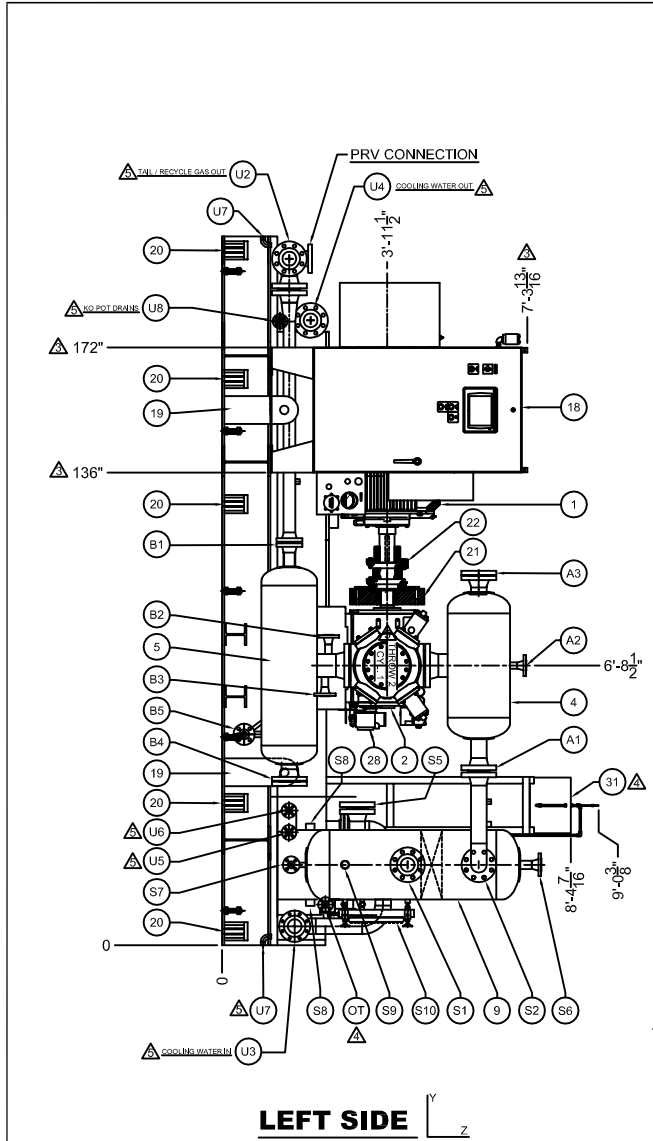 PRV CONNECTION
5 TAIL / RECYCLE GAS OUT U2
U4 COOLING WATER OUT 5
U7
3'-11 1/2"
20
3
7'-3 13/16"
5 KO POT DRAINS U8
3 172"
20
19
18
3 136"
20
1
22
B1
21
A3
B2
5
A2
THROW 2
CYL. 1
6'-8 1/2"
B3
4
B5
B4
28
2
S8
S5
A1
19
31 4
20
5 U6
5 U5
S7
8'-4 7/16"
9'-0 3/8"
20
0
0
5 U7
S8
OT
S9
S10
S1
9
S2
S6
4
5 COOLING WATER IN U3
LEFT SIDE
Y
Z